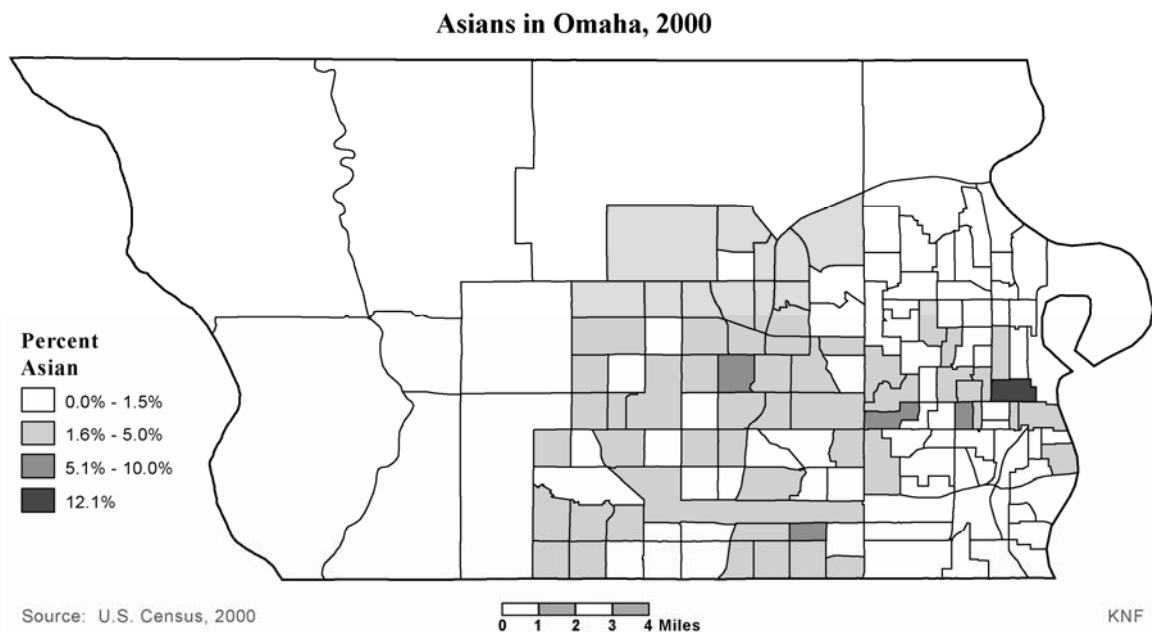 Asians in Omaha, 2000
Percent
Asian
0.0% - 1.5%
1.6% - 5.0%
5.1% - 10.0%
12.1%
Source: U.S. Census, 2000
0 1 2 3 4 Miles
KNF